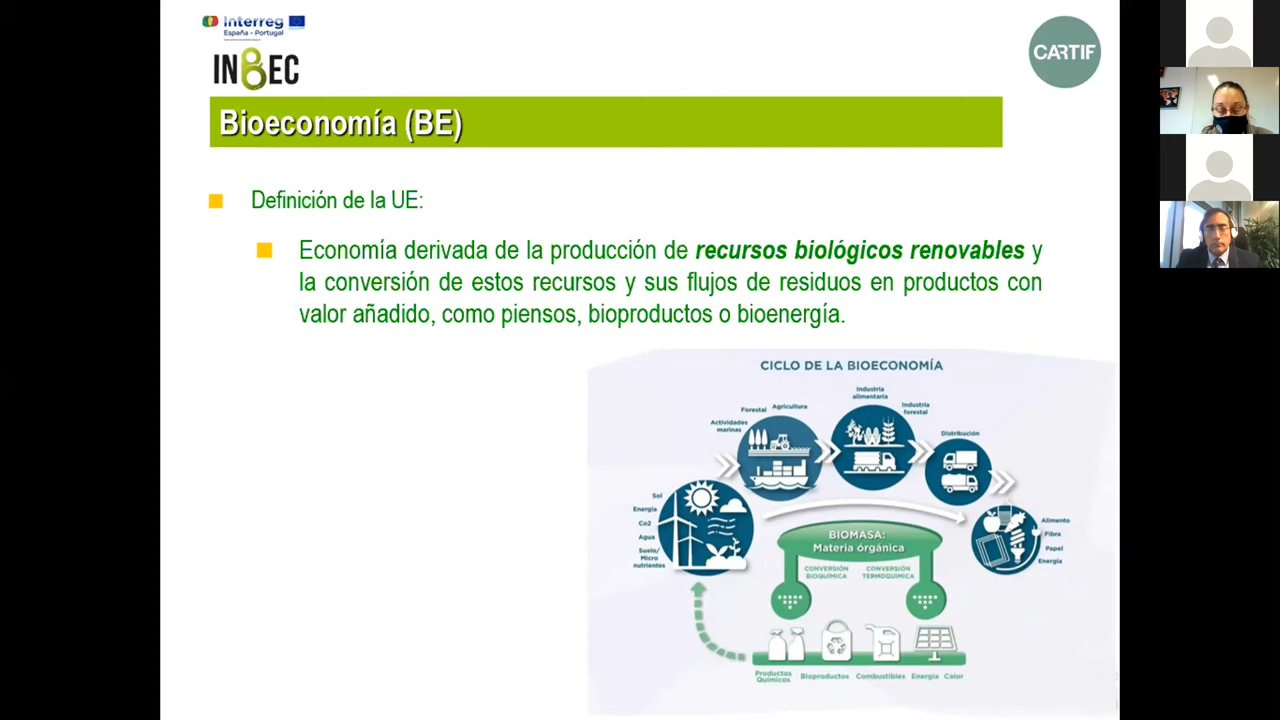 Interreg
España - Portugal
INBEC
CARTIF
Bioeconomía (BE)
Definición de la UE:
Economía derivada de la producción de recursos biológicos renovables y
la conversión de estos recursos y sus flujos de residuos en productos con
valor añadido, como piensos, bioproductos o bioenergía.
CICLO DE LA BIOECONOMÍA
Industria
alimentaria
Industria
forestal
Forestal
Agricultura
Actividades
marinas
Distribución
Sol
Energía
Co2
Agua
Suelo/
Micro
nutrientes
Alimento
Fibra
Papel
Energía
BIOMASA:
Materia órgánica
CONVERSIÓN
BIOQUÍMICA
CONVERSIÓN
TERMOQUIMICA
Productos
Químicos
Bioproductos
Combustibles
Energía
Calor